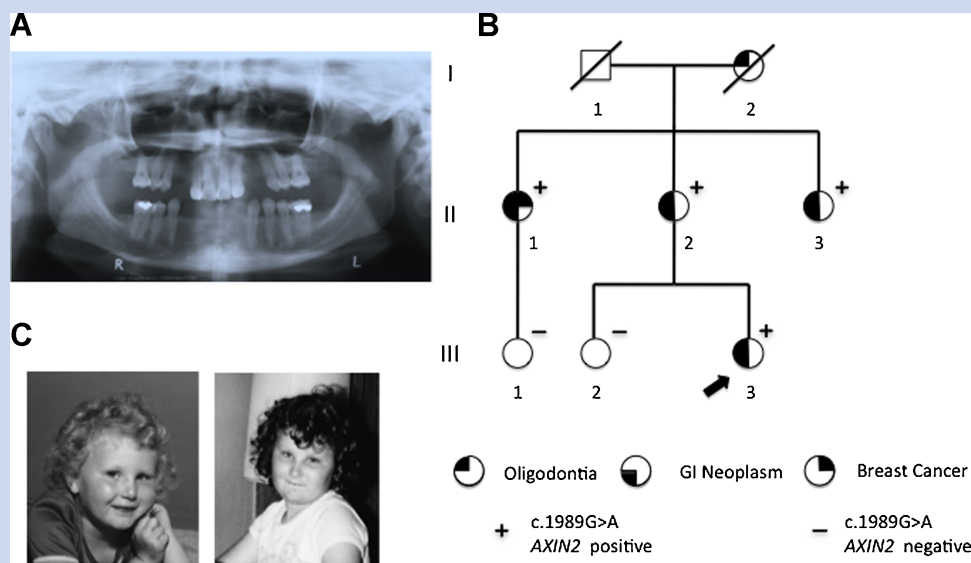 A
B
I
1
2
+
+
+
II
1
2
3
R
L
C
−
−
+
III
1
2
3
Oligodontia
GI Neoplasm
Breast Cancer
+ c.1989G>A
AXIN2 positive
− c.1989G>A
AXIN2 negative